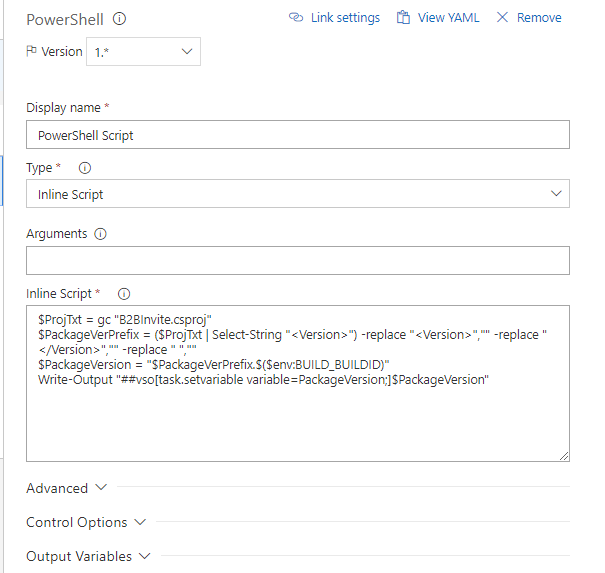 PowerShell
Link settings
View YAML
Remove
Version 1.*
Display name *
PowerShell Script
Type *
Inline Script
Arguments
Inline Script *
$ProjTxt = gc "B2BInvite.csproj"
$PackageVerPrefix = ($ProjTxt | Select-String "<Version>") -replace "<Version>","" -replace "
</Version>","" -replace " ",""
$PackageVersion = "$PackageVerPrefix.$($env:BUILD_BUILDID)"
Write-Output "##vso[task.setvariable variable=PackageVersion;]$PackageVersion"
Advanced
Control Options
Output Variables